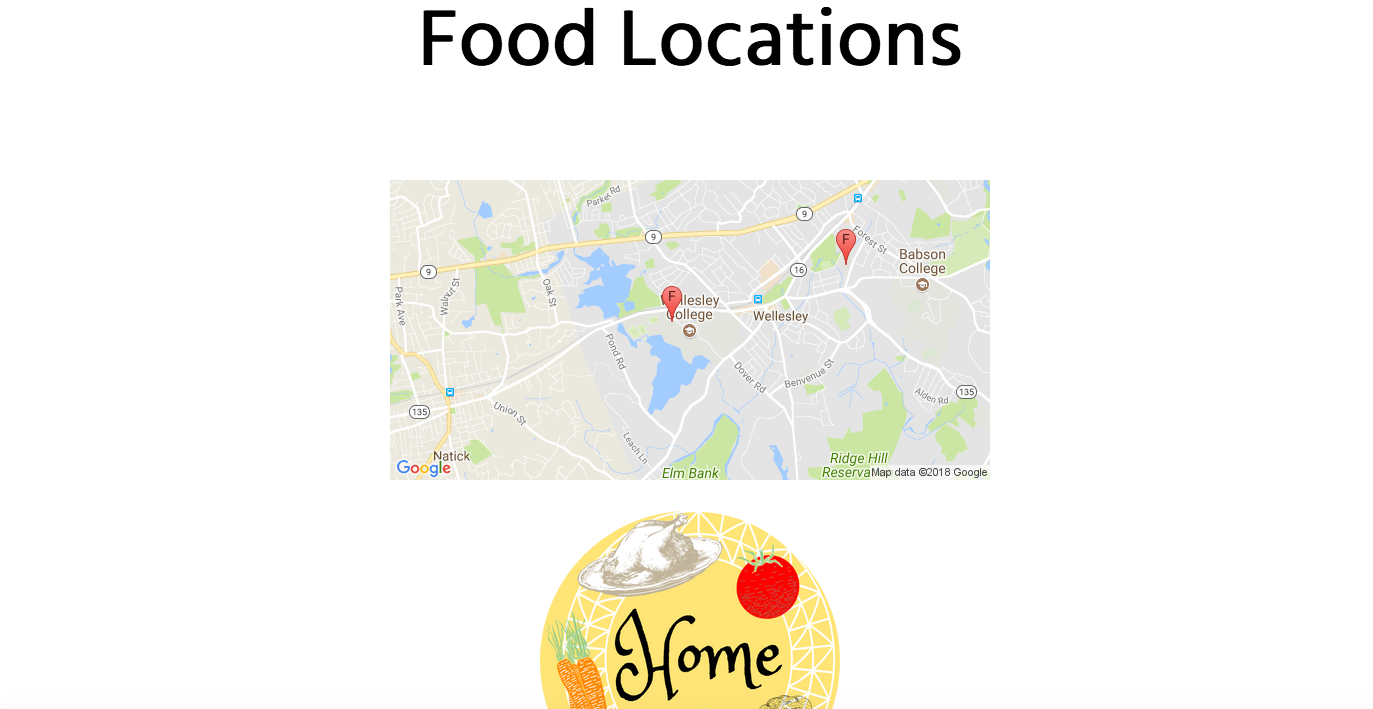 Food Locations
Parker Rd
9
9
F
Forest St
Babson
College
16
9
Oak St
Walnut St
Park Ave
F
Wellesley
College
Wellesley
Pond Rd
Dover Rd
Benvenue St
135
Alden Rd
135
Union St
Leach Ln
Natick
Google
Elm Bank
Ridge Hill
Reserva
Map data ©2018 Google
Home